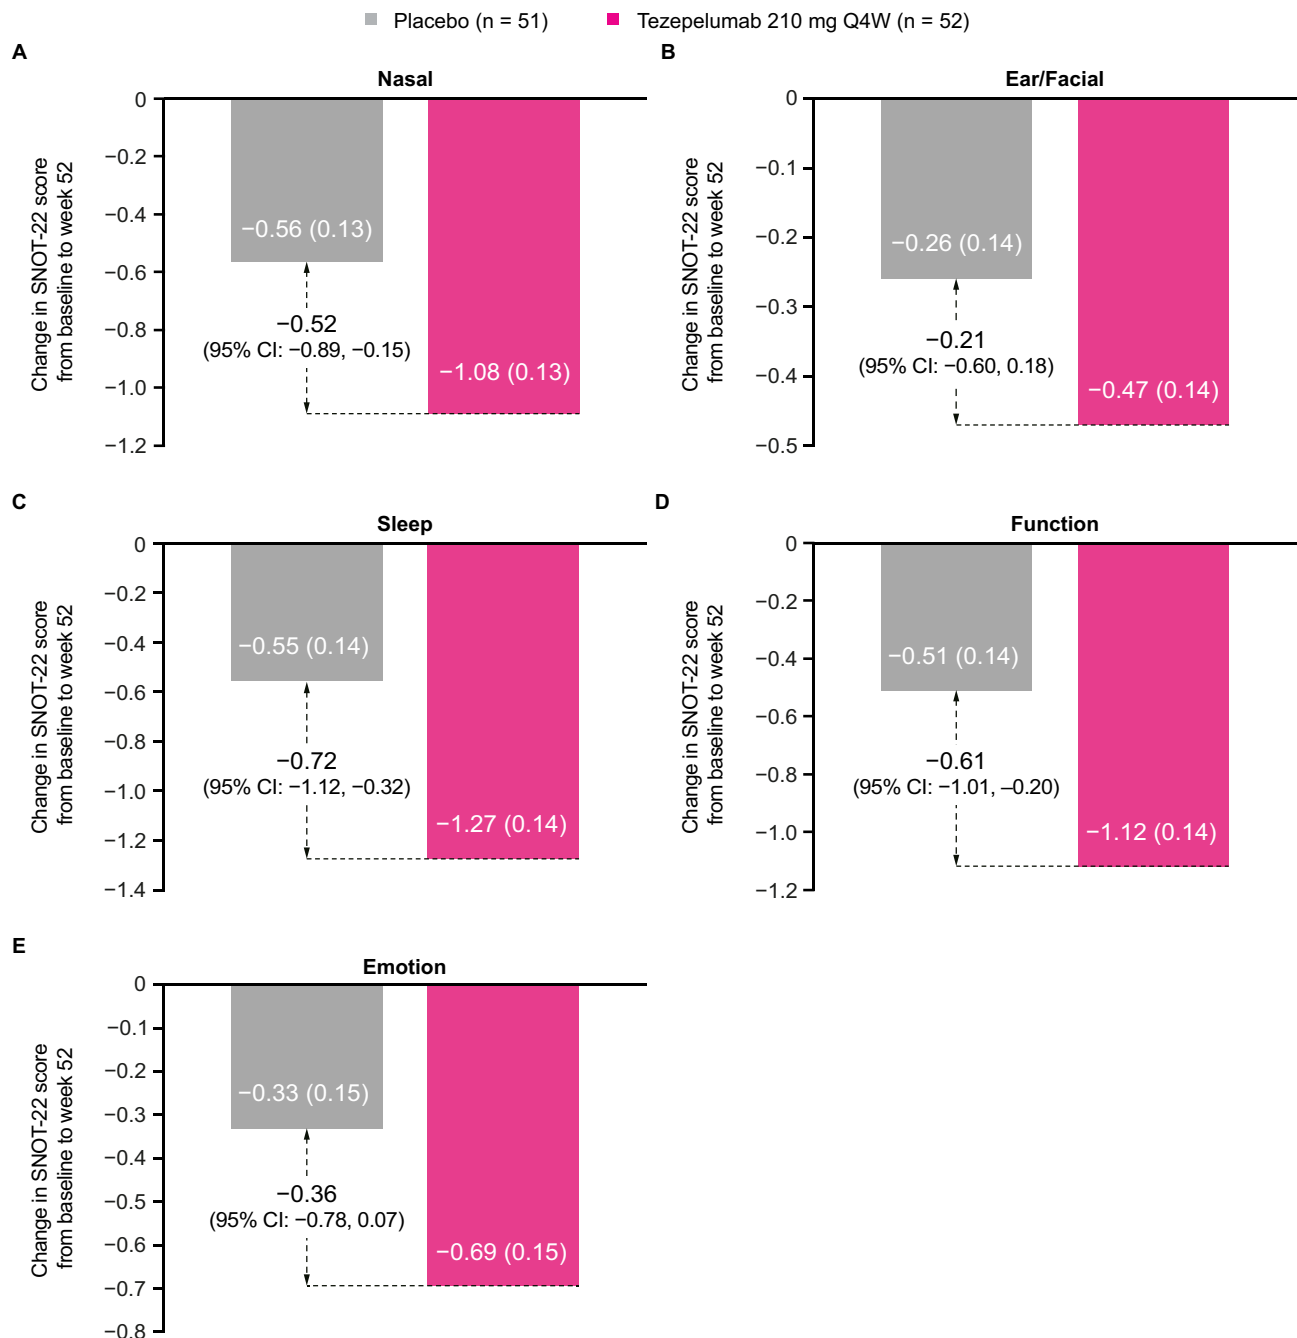 Placebo (n = 51)
Tezepelumab 210 mg Q4W (n = 52)
A
Nasal
Change in SNOT-22 score
from baseline to week 52
0
−0.2
−0.4
−0.6
−0.8
−1.0
−1.2
−0.56 (0.13)
−0.52
(95% CI: −0.89, −0.15)
−1.08 (0.13)
B
Ear/Facial
Change in SNOT-22 score
from baseline to week 52
0
−0.1
−0.2
−0.3
−0.4
−0.5
−0.26 (0.14)
−0.21
(95% CI: −0.60, 0.18)
−0.47 (0.14)
C
Sleep
Change in SNOT-22 score
from baseline to week 52
0
−0.2
−0.4
−0.6
−0.8
−1.0
−1.2
−1.4
−0.55 (0.14)
−0.72
(95% CI: −1.12, −0.32)
−1.27 (0.14)
D
Function
Change in SNOT-22 score
from baseline to week 52
0
−0.2
−0.4
−0.6
−0.8
−1.0
−1.2
−0.51 (0.14)
−0.61
(95% CI: −1.01, –0.20)
−1.12 (0.14)
E
Emotion
Change in SNOT-22 score
from baseline to week 52
0
−0.1
−0.2
−0.3
−0.4
−0.5
−0.6
−0.7
−0.8
−0.33 (0.15)
−0.36
(95% CI: −0.78, 0.07)
−0.69 (0.15)